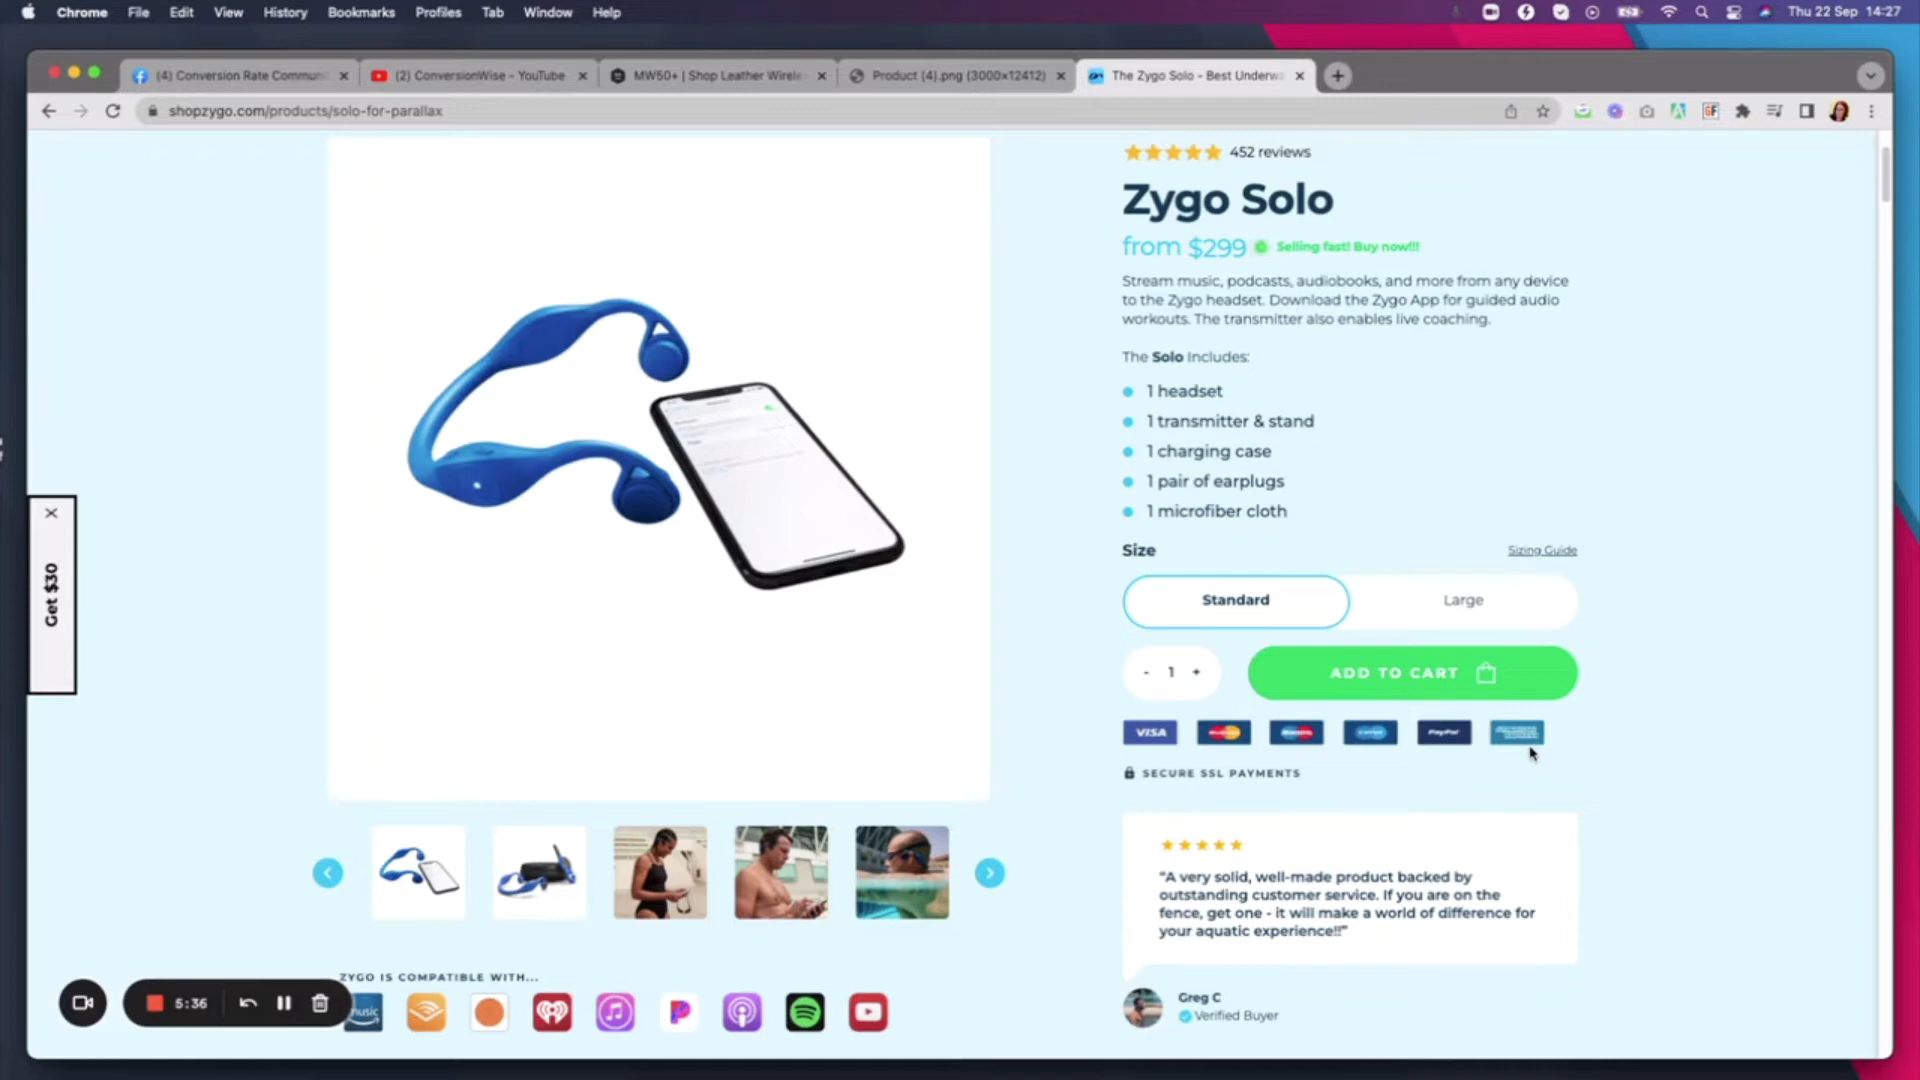 Chrome File Edit View History Bookmarks Profiles Tab Window Help
Thu 22 Sep 14:27
(4) Conversion Rate Commun
(2) ConversionWise - YouTube
MW50+ | Shop Leather Wirele
Product (4).png (3000×12412)
The Zygo Solo - Best Underwa
shopzygo.com/products/solo-for-parallax
452 reviews
Zygo Solo
from $299
Selling fast! Buy now!!!
Stream music, podcasts, audiobooks, and more from any device
to the Zygo headset. Download the Zygo App for guided audio
workouts. The transmitter also enables live coaching.
The Solo Includes:
1 headset
1 transmitter & stand
1 charging case
1 pair of earplugs
1 microfiber cloth
Size
Sizing Guide
Standard
Large
- 1 +
ADD TO CART
VISA
PayPal
SECURE SSL PAYMENTS
"A very solid, well-made product backed by
outstanding customer service. If you are on the
fence, get one - it will make a world of difference for
your aquatic experience!!"
Greg C
Verified Buyer
Get $30
ZYGO IS COMPATIBLE WITH...
music
5:36